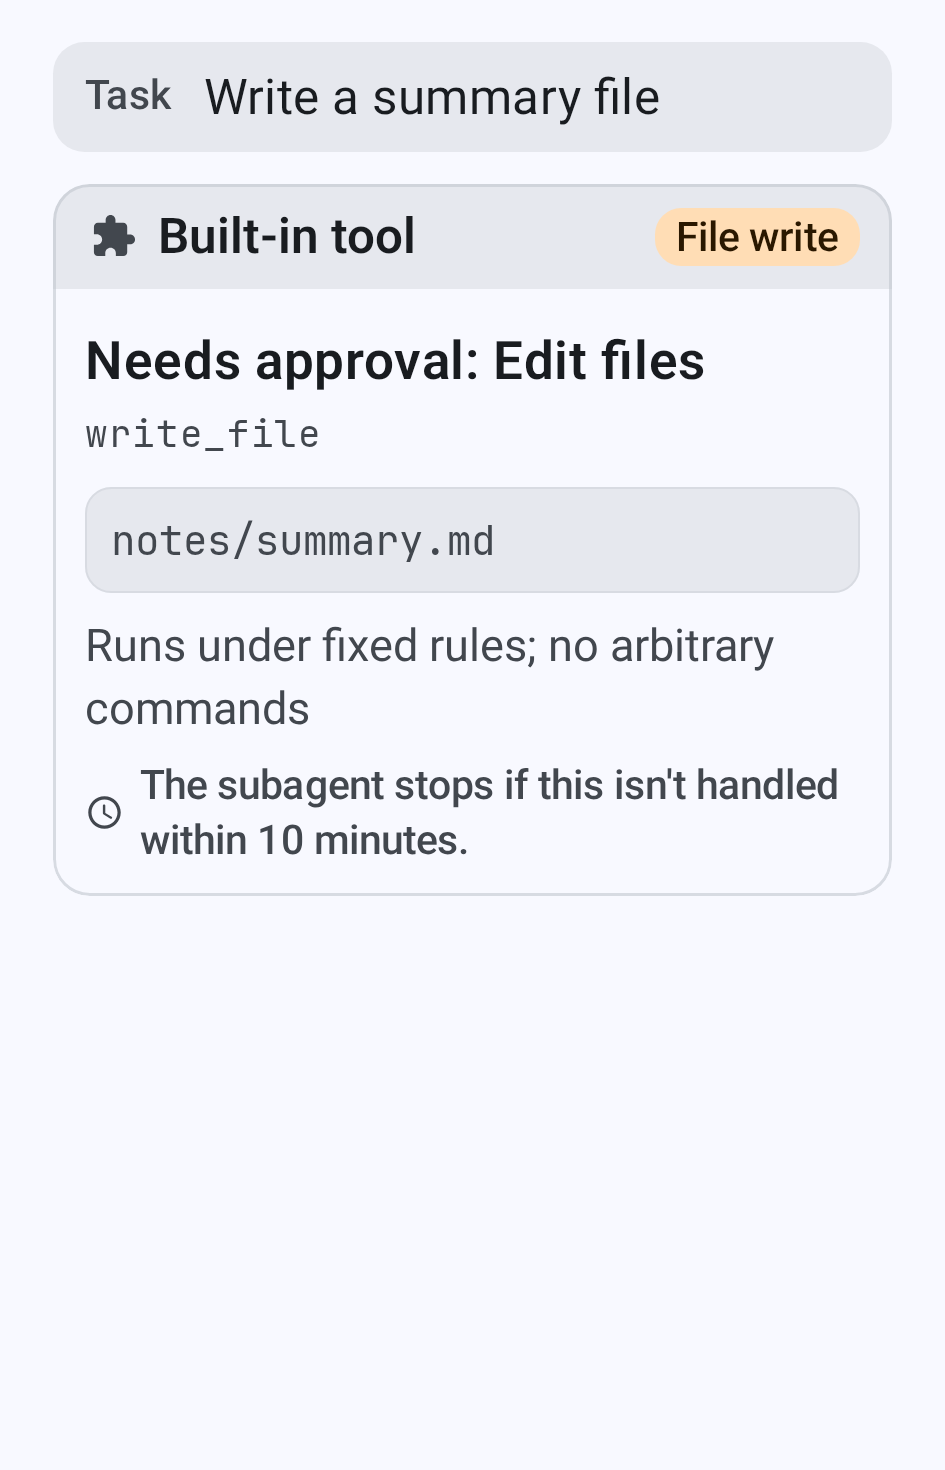 Task Write a summary file
Built-in tool File write
Needs approval: Edit files
write_file
notes/summary.md
Runs under fixed rules; no arbitrary
commands
The subagent stops if this isn't handled
within 10 minutes.